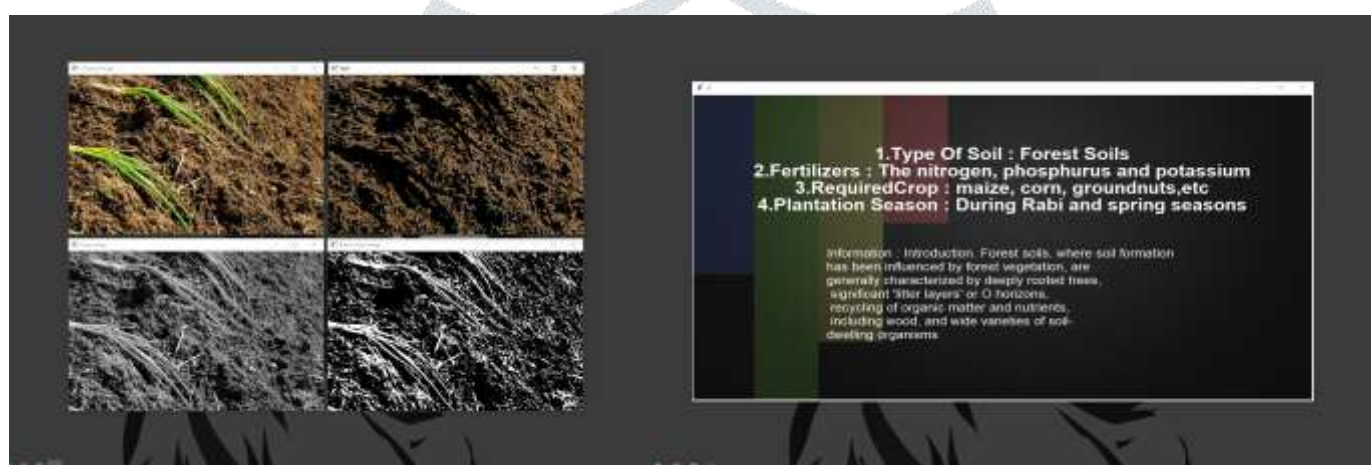 1.Type Of Soil : Forest Soils
2.Fertilizers : The nitrogen, phosphurus and potassium
3.RequiredCrop : maize, corn, groundnuts,etc
4.Plantation Season : During Rabi and spring seasons
Information : Introduction. Forest soils, where soil formation
has been influenced by forest vegetation, are
generally characterized by deeply rooted trees,
significant 'litter layers' or O horizons,
recycling of organic matter and nutrients,
including wood, and wide varieties of soil-
dwelling organisms